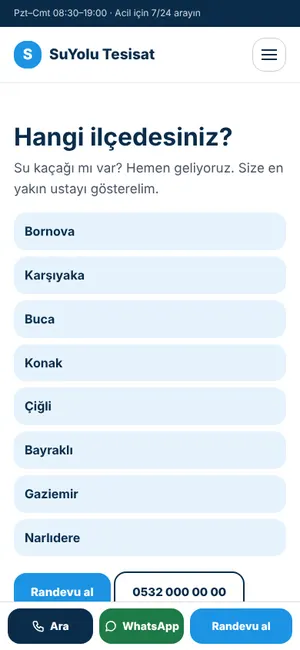 Pzt–Cmt 08:30–19:00 · Acil için 7/24 arayın
S SuYolu Tesisat
Hangi ilçedesiniz?
Su kaçağı mı var? Hemen geliyoruz. Size en
yakın ustayı gösterelim.
Bornova
Karşıyaka
Buca
Konak
Çiğli
Bayraklı
Gaziemir
Narlıdere
Randevu al 0532 000 00 00
Ara WhatsApp Randevu al